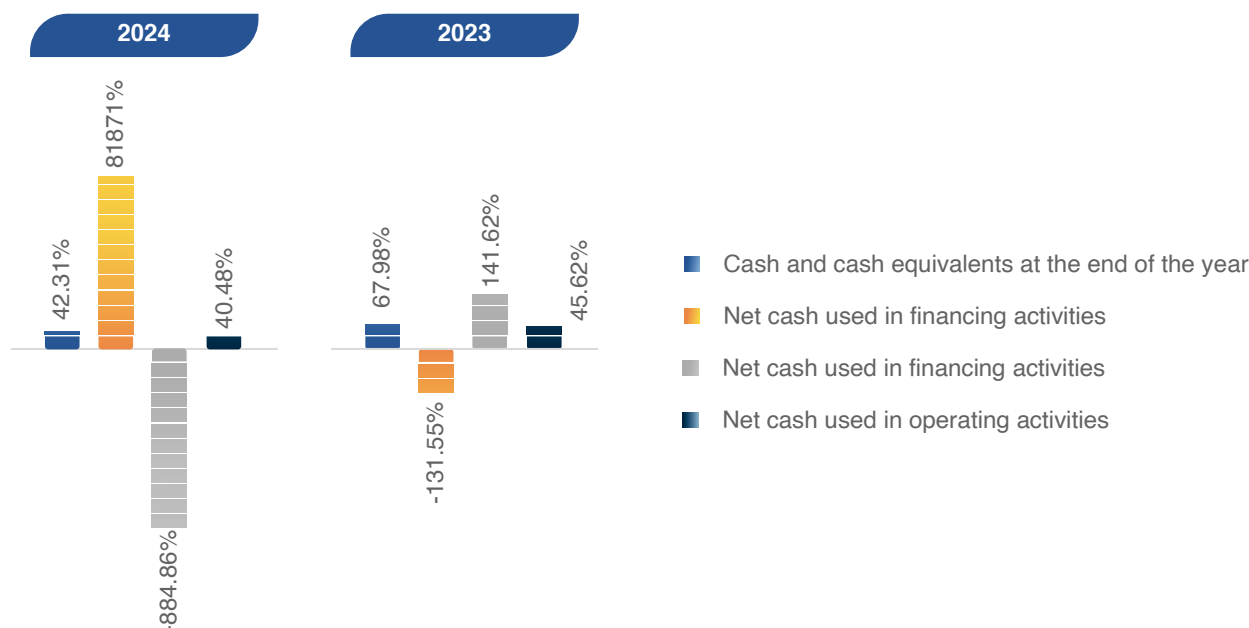 2024
2023
42.31%
81871%
-884.86%
40.48%
67.98%
-131.55%
141.62%
45.62%
Cash and cash equivalents at the end of the year
Net cash used in financing activities
Net cash used in financing activities
Net cash used in operating activities